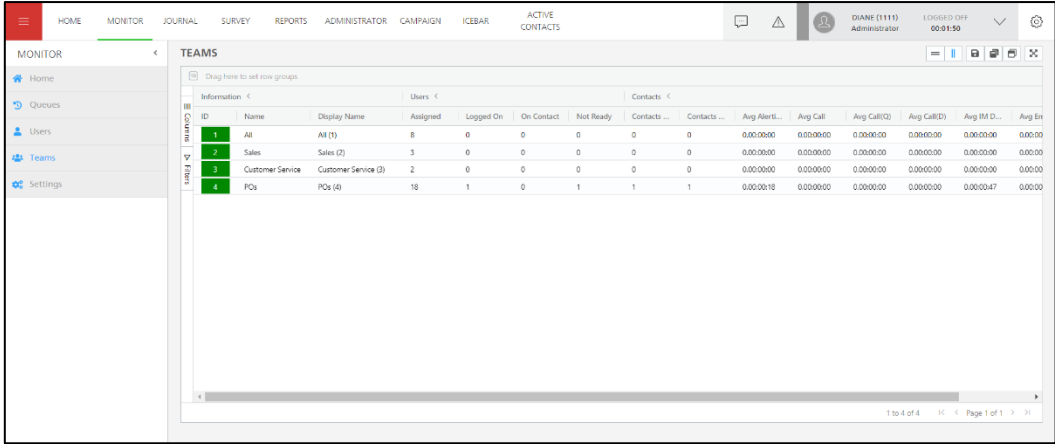 HOME MONITOR JOURNAL SURVEY REPORTS ADMINISTRATOR CAMPAIGN ICEBAR ACTIVE CONTACTS DIANE (1111) Administrator LOGGED OFF 00:01:50
MONITOR
Home
Queues
Users
Teams
Settings
TEAMS
Drag here to set row groups
Columns
Filters
Information Users Contacts
ID Name Display Name Assigned Logged On On Contact Not Ready Contacts ... Contacts ... Avg Alerti... Avg Call Avg Call(Q) Avg Call(D) Avg IM D... Avg En
1 All All (1) 8 0 0 0 0 0 0.00:00:00 0.00:00:00 0.00:00:00 0.00:00:00 0.00:00:00 0.00:00
2 Sales Sales (2) 3 0 0 0 0 0 0.00:00:00 0.00:00:00 0.00:00:00 0.00:00:00 0.00:00:00 0.00:00
3 Customer Service Customer Service (3) 2 0 0 0 0 0 0.00:00:00 0.00:00:00 0.00:00:00 0.00:00:00 0.00:00:00 0.00:00
4 POs POs (4) 18 1 0 1 1 1 0.00:00:18 0.00:00:00 0.00:00:00 0.00:00:00 0.00:00:47 0.00:00
1 to 4 of 4 Page 1 of 1